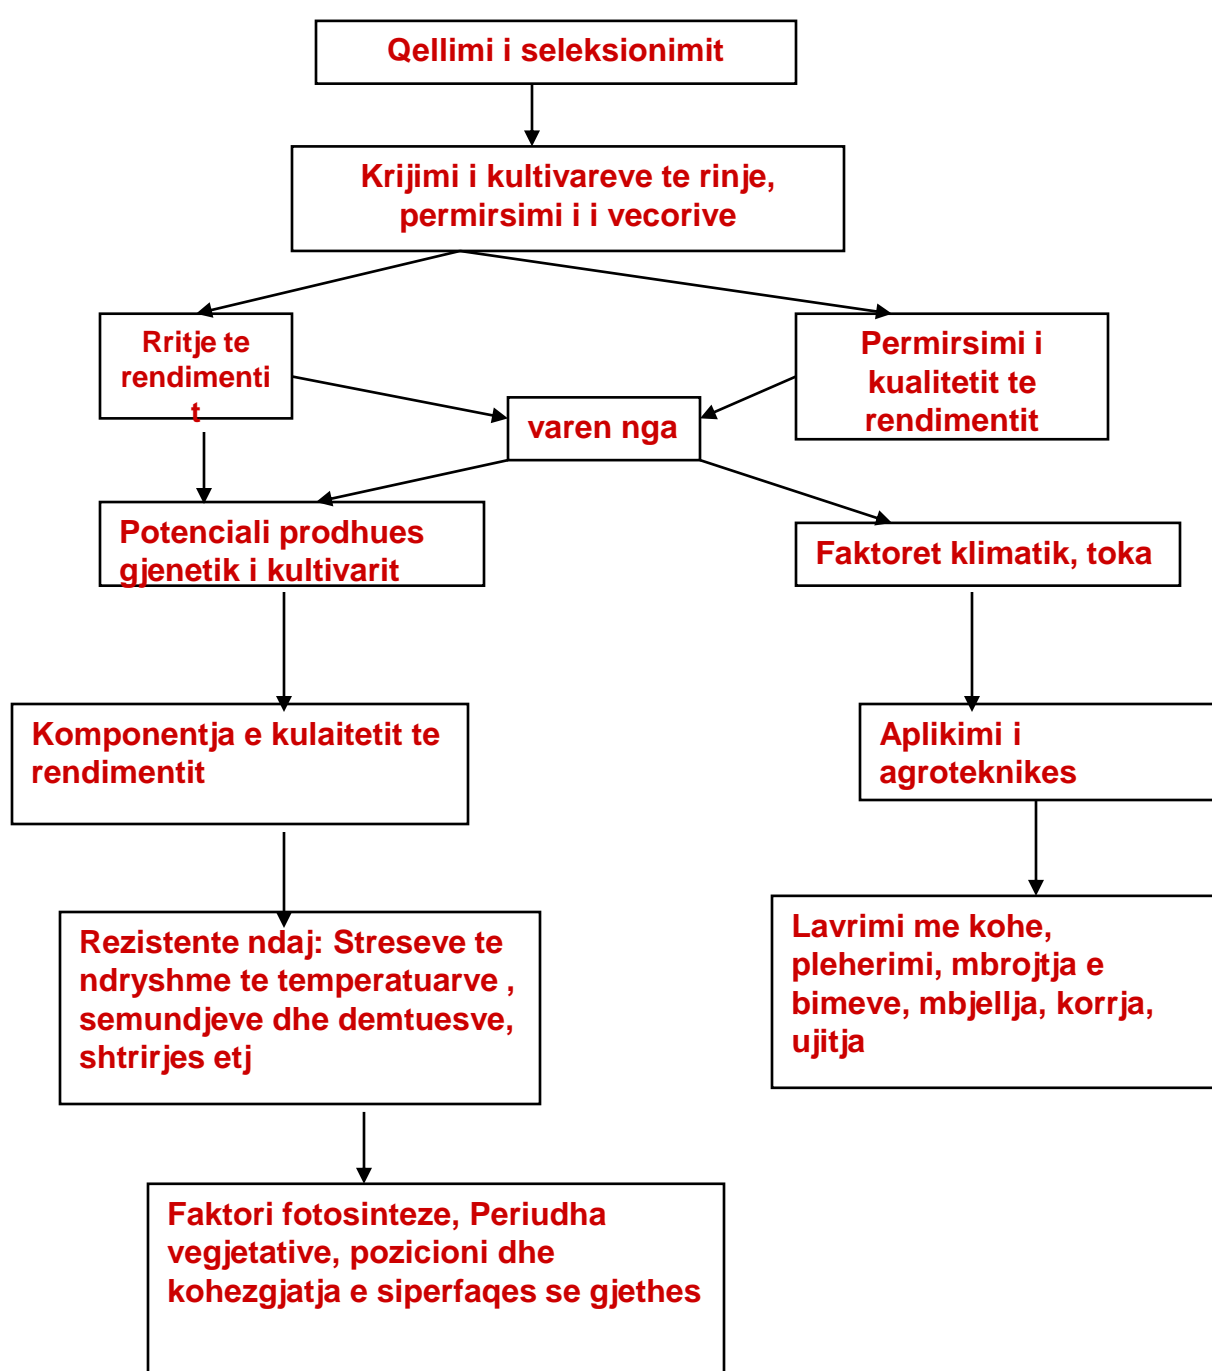 Qellimi i seleksionimit
Krijimi i kultivareve te rinje,
permirsimi i i vecorive
Rritje te
rendimenti
t
Permirsimi i
kualitetit te
rendimentit
varen nga
Potenciali prodhues
gjenetik i kultivarit
Faktoret klimatik, toka
Komponentja e kulaitetit te
rendimentit
Aplikimi i
agroteknikes
Rezistente ndaj: Streseve te
ndryshme te temperatuarve ,
semundjeve dhe demtuesve,
shtrirjes etj
Lavrimi me kohe,
pleherimi, mbrojtja e
bimeve, mbjellja, korrja,
ujitja
Faktori fotosinteze, Periudha
vegjetative, pozicioni dhe
kohezgjatja e siperfaqes se gjethes